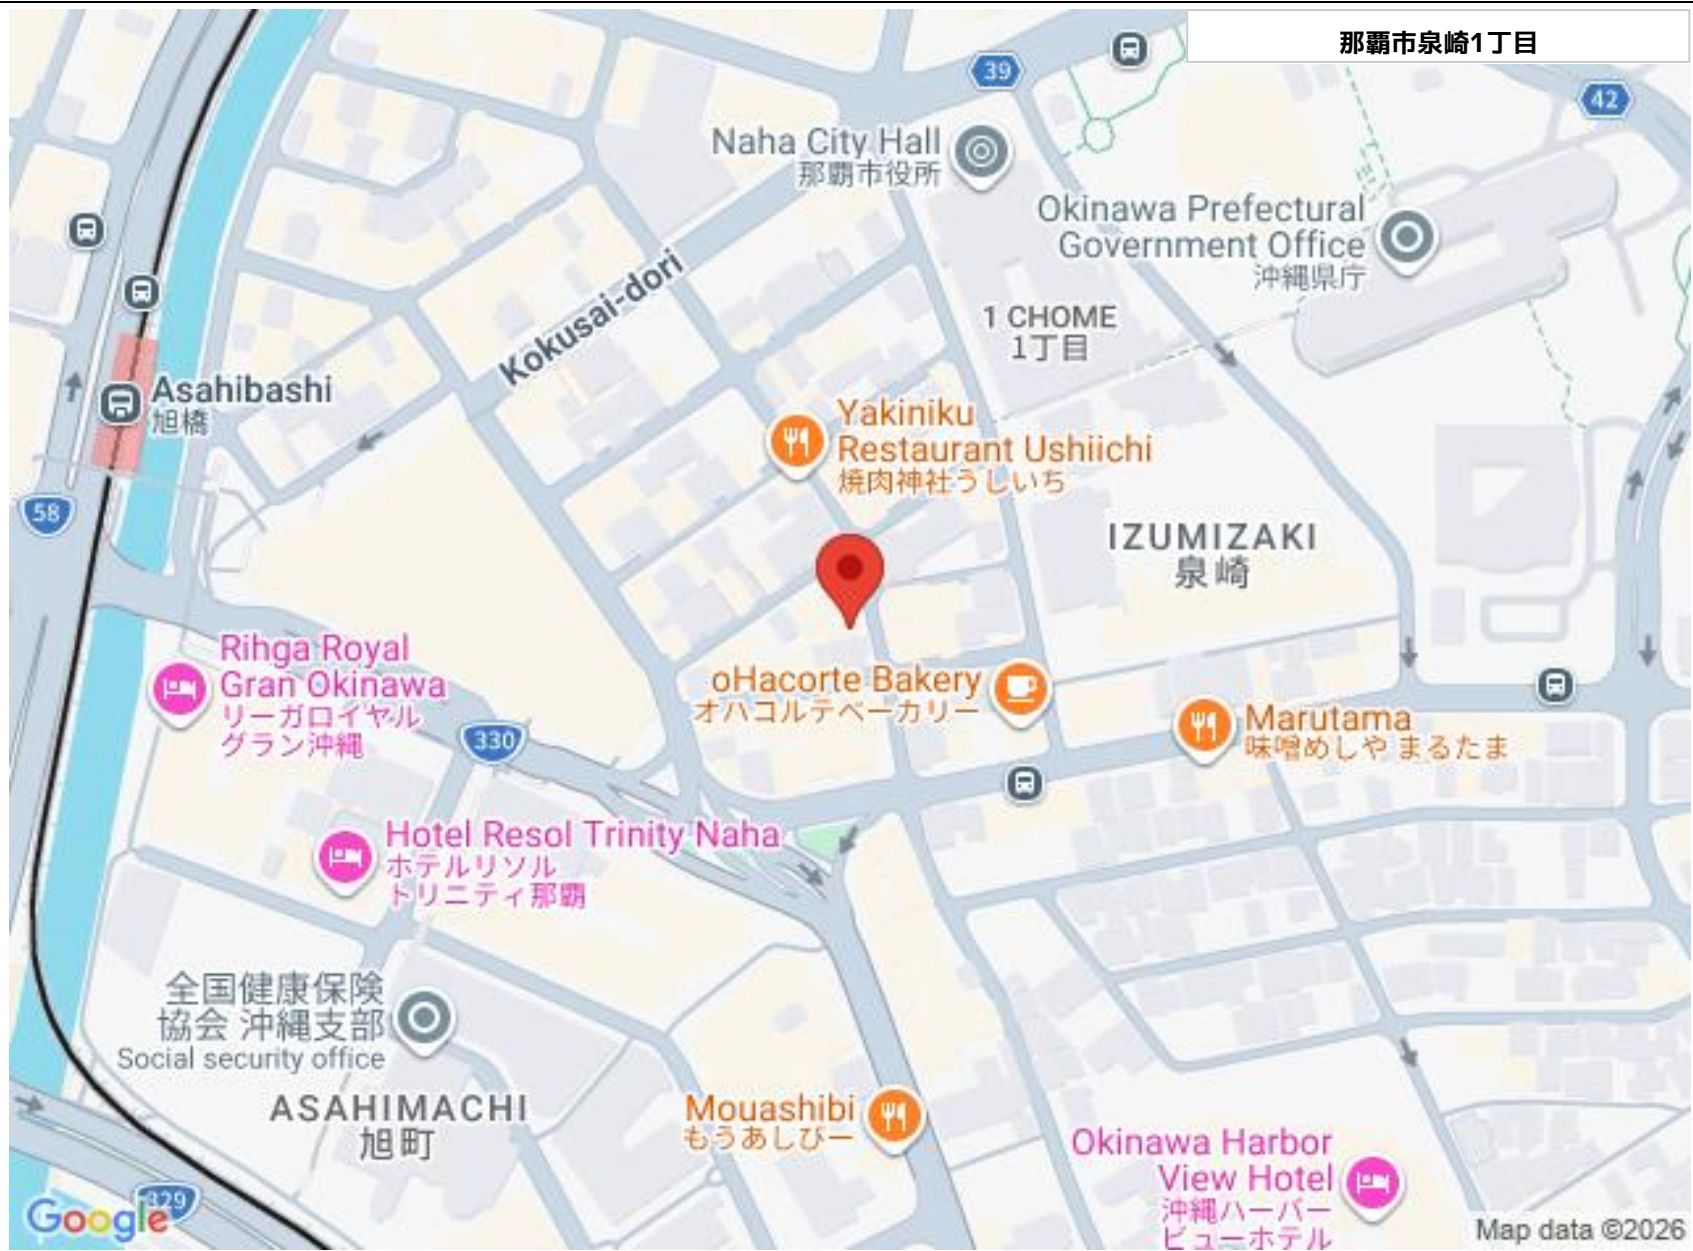 那覇市泉崎1丁目
39
42
Naha City Hall
那覇市役所
Okinawa Prefectural
Government Office
沖縄県庁
Kokusai-dori
1 CHOME
1丁目
Asahibashi
旭橋
Yakiniku
Restaurant Ushiichi
焼肉神社うしいち
58
IZUMIZAKI
泉崎
Rihga Royal
Gran Okinawa
リーガロイヤル
グラン沖縄
oHacorte Bakery
オハコルテベーカリー
Marutama
味噌めしや まるたま
330
Hotel Resol Trinity Naha
ホテルリソル
トリニティ那覇
全国健康保険
協会 沖縄支部
Social security office
ASAHIMACHI
旭町
Mouashibi
もうあしびー
Okinawa Harbor
View Hotel
沖縄ハーバー
ビューホテル
329
Google
Map data ©2026